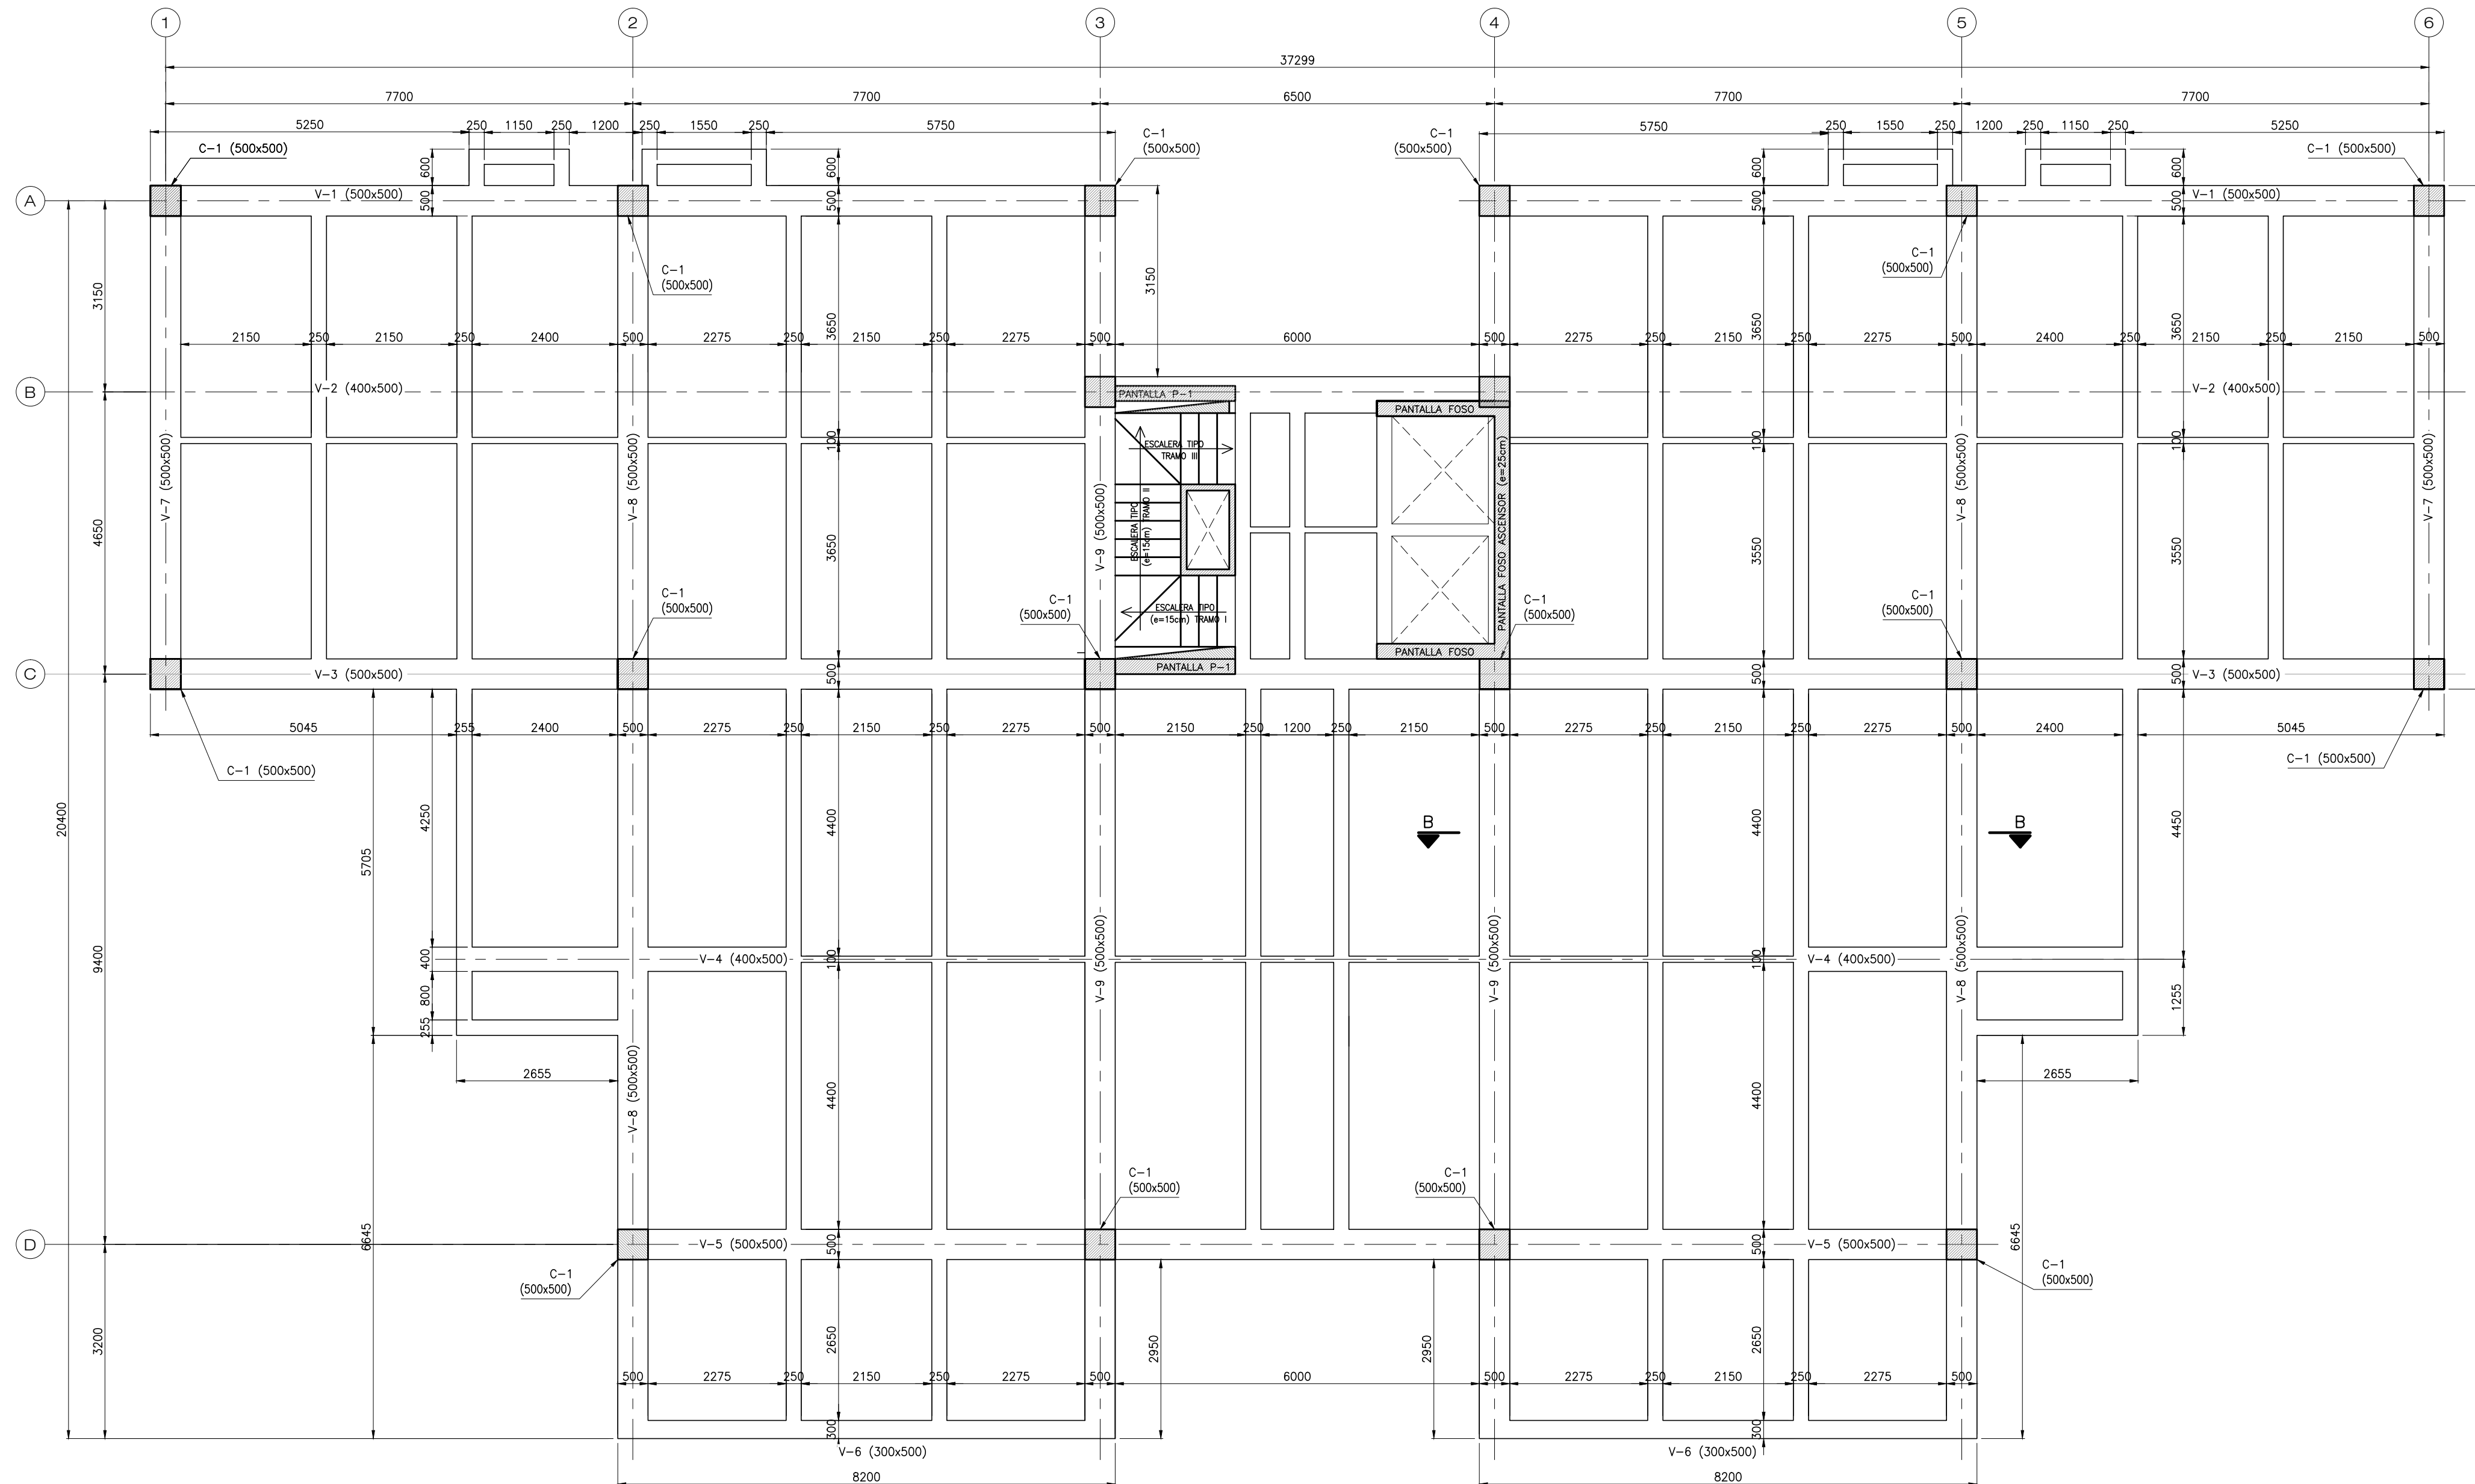 1
2
3
4
5
6
37299
7700
7700
6500
7700
7700
5250
250
1150
250
1200
250
1550
250
5750
5750
250
1550
250
1200
250
1150
250
5250
C-1 (500x500)
C-1
(500x500)
C-1
(500x500)
C-1 (500x500)
600
600
600
600
A
V-1 (500x500)
500
500
500
500
V-1 (500x500)
C-1
(500x500)
C-1
(500x500)
3150
3150
3650
3650
3650
2150
250
2150
250
2400
500
2275
250
2150
250
2275
500
6000
500
2275
250
2150
250
2275
500
2400
250
2150
250
2150
500
B
V-2 (400x500)
PANTALLA P-1
PANTALLA FOSO
V-2 (400x500)
100
100
100
V-7 (500x500)
V-8 (500x500)
V-9 (500x500)
V-8 (500x500)
V-7 (500x500)
ESCALERA TIPO
TRAMO III
ESCALERA TIPO
(e=15cm) TRAMO II
PANTALLA FOSO ASCENSOR (e=25cm)
4650
3650
3550
3550
C-1
(500x500)
C-1
(500x500)
ESCALERA TIPO
(e=15cm) TRAMO I
C-1
(500x500)
C-1
(500x500)
PANTALLA FOSO
C
V-3 (500x500)
500
PANTALLA P-1
500
500
V-3 (500x500)
5045
255
2400
500
2275
250
2150
250
2275
500
2150
250
1200
250
2150
500
2275
250
2150
250
2275
500
2400
5045
C-1 (500x500)
C-1 (500x500)
20400
4250
4400
4400
4450
B
B
5705
9400
400
V-4 (400x500)
100
V-9 (500x500)
V-9 (500x500)
100
V-4 (400x500)
V-8 (500x500)
800
255
1255
2655
V-8 (500x500)
4400
4400
2655
C-1
(500x500)
C-1
(500x500)
D
6645
V-5 (500x500)
500
500
V-5 (500x500)
6645
C-1
(500x500)
C-1
(500x500)
3200
2650
2950
2950
2650
500
2275
250
2150
250
2275
500
6000
500
2275
250
2150
250
2275
500
300
V-6 (300x500)
300
V-6 (300x500)
8200
8200